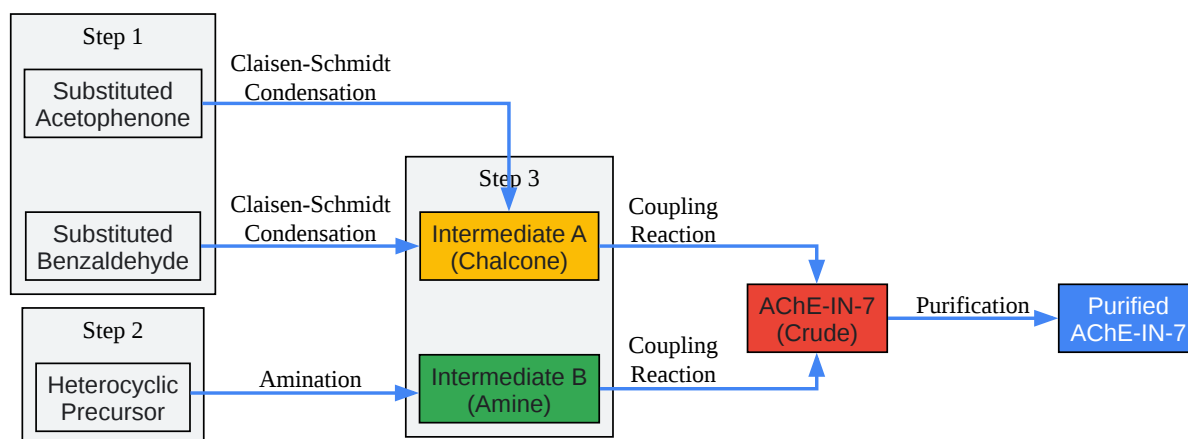 Step 1
Substituted
Acetophenone
Claisen-Schmidt
Condensation
Substituted
Benzaldehyde
Claisen-Schmidt
Condensation
Step 2
Heterocyclic
Precursor
Amination
Step 3
Intermediate A
(Chalcone)
Intermediate B
(Amine)
Coupling
Reaction
Coupling
Reaction
AChE-IN-7
(Crude)
Purification
Purified
AChE-IN-7